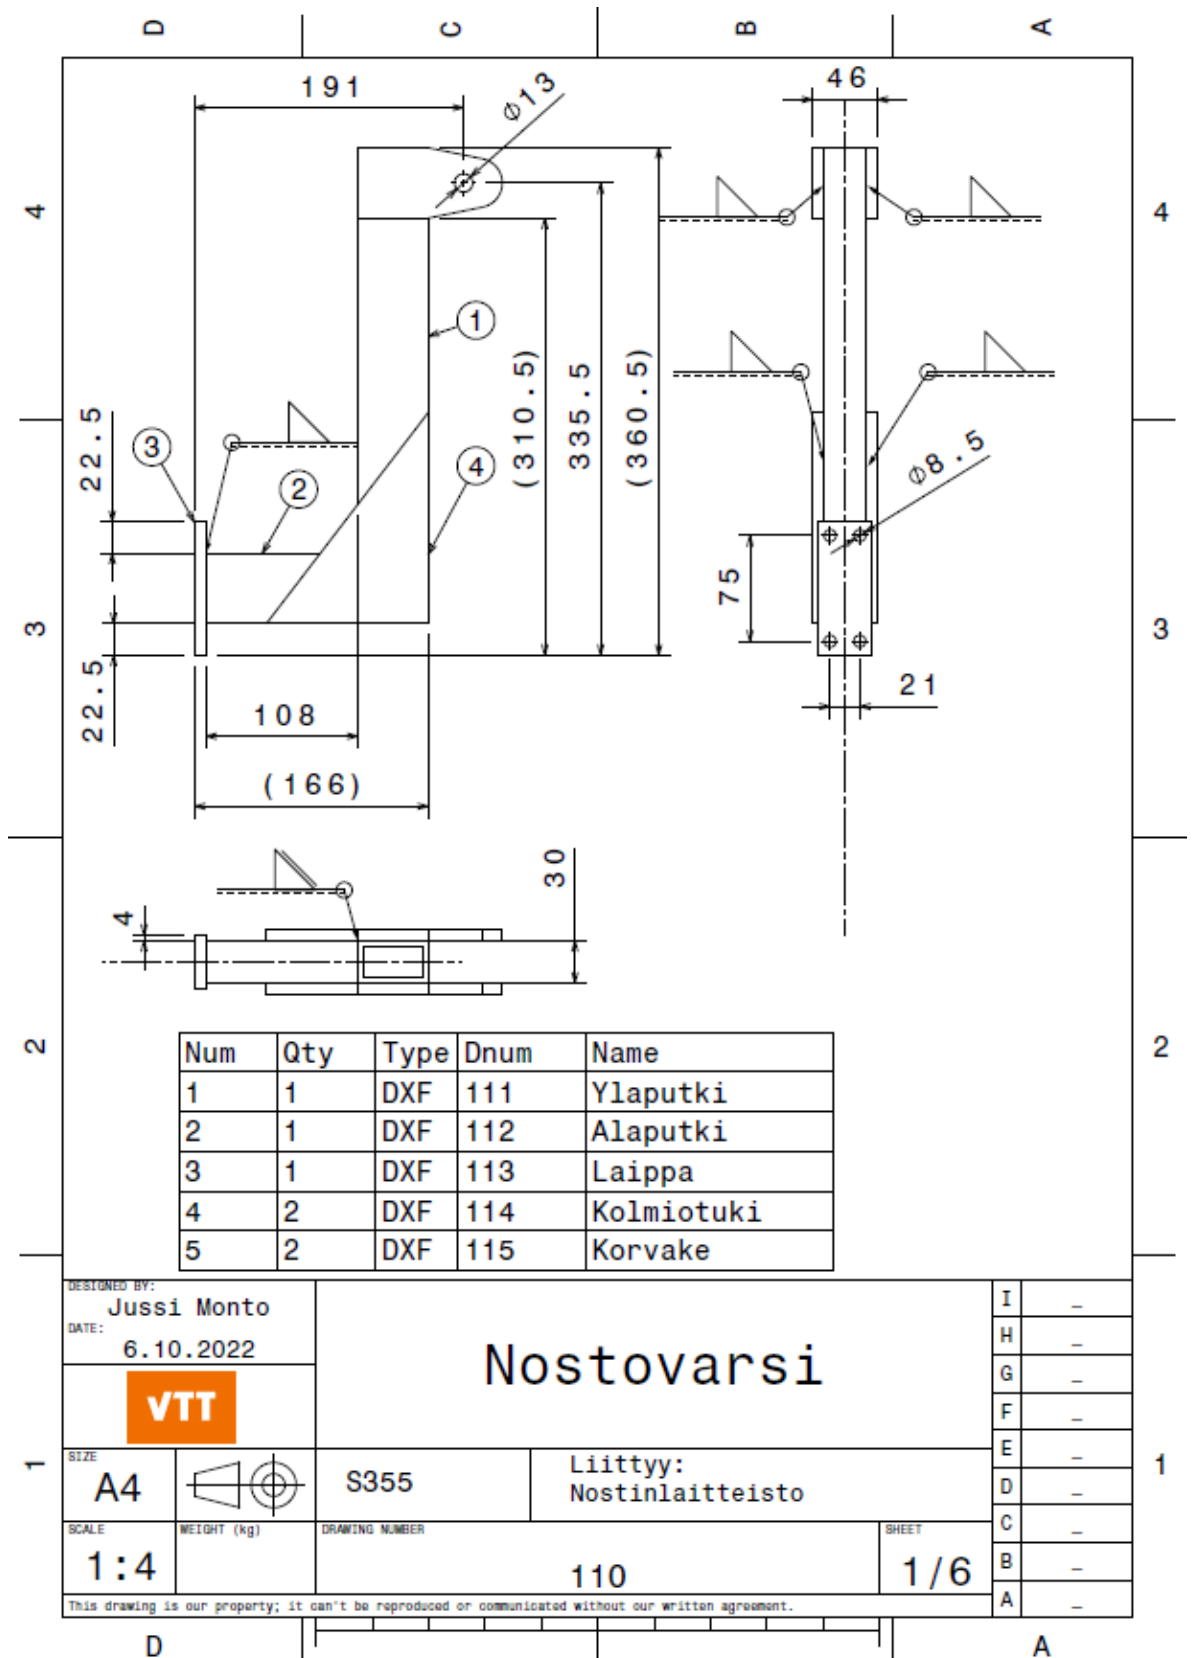 D C B A
191
⌀13
46
4 4
1
(310.5)
335.5
(360.5)
22.5
3
2
4
⌀8.5
75
3 3
22.5
21
108
(166)
30
4
2 2
Num Qty Type Dnum Name
1 1 DXF 111 Ylaputki
2 1 DXF 112 Alaputki
3 1 DXF 113 Laippa
4 2 DXF 114 Kolmiotuki
5 2 DXF 115 Korvake
DESIGNED BY:
Jussi Monto
DATE:
6.10.2022
VTT
Nostovarsi
I _
H _
G _
F _
E _
D _
C _
B _
A _
1 1
SIZE
A4
S355
Liittyy:
Nostinlaitteisto
SCALE
1:4
WEIGHT (kg)
DRAWING NUMBER
110
SHEET
1/6
This drawing is our property; it can't be reproduced or communicated without our written agreement.
D A